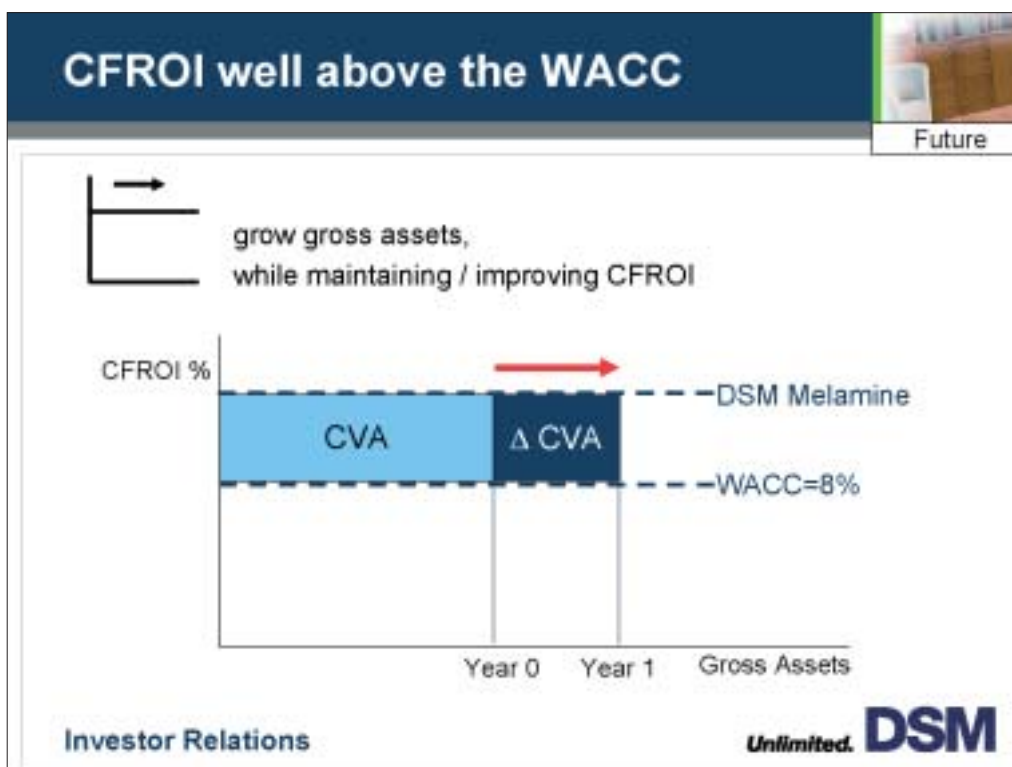 CFROI well above the WACC
Future
grow gross assets,
while maintaining / improving CFROI
CFROI %
CVA
Δ CVA
DSM Melamine
WACC=8%
Year 0
Year 1
Gross Assets
Investor Relations
Unlimited. DSM